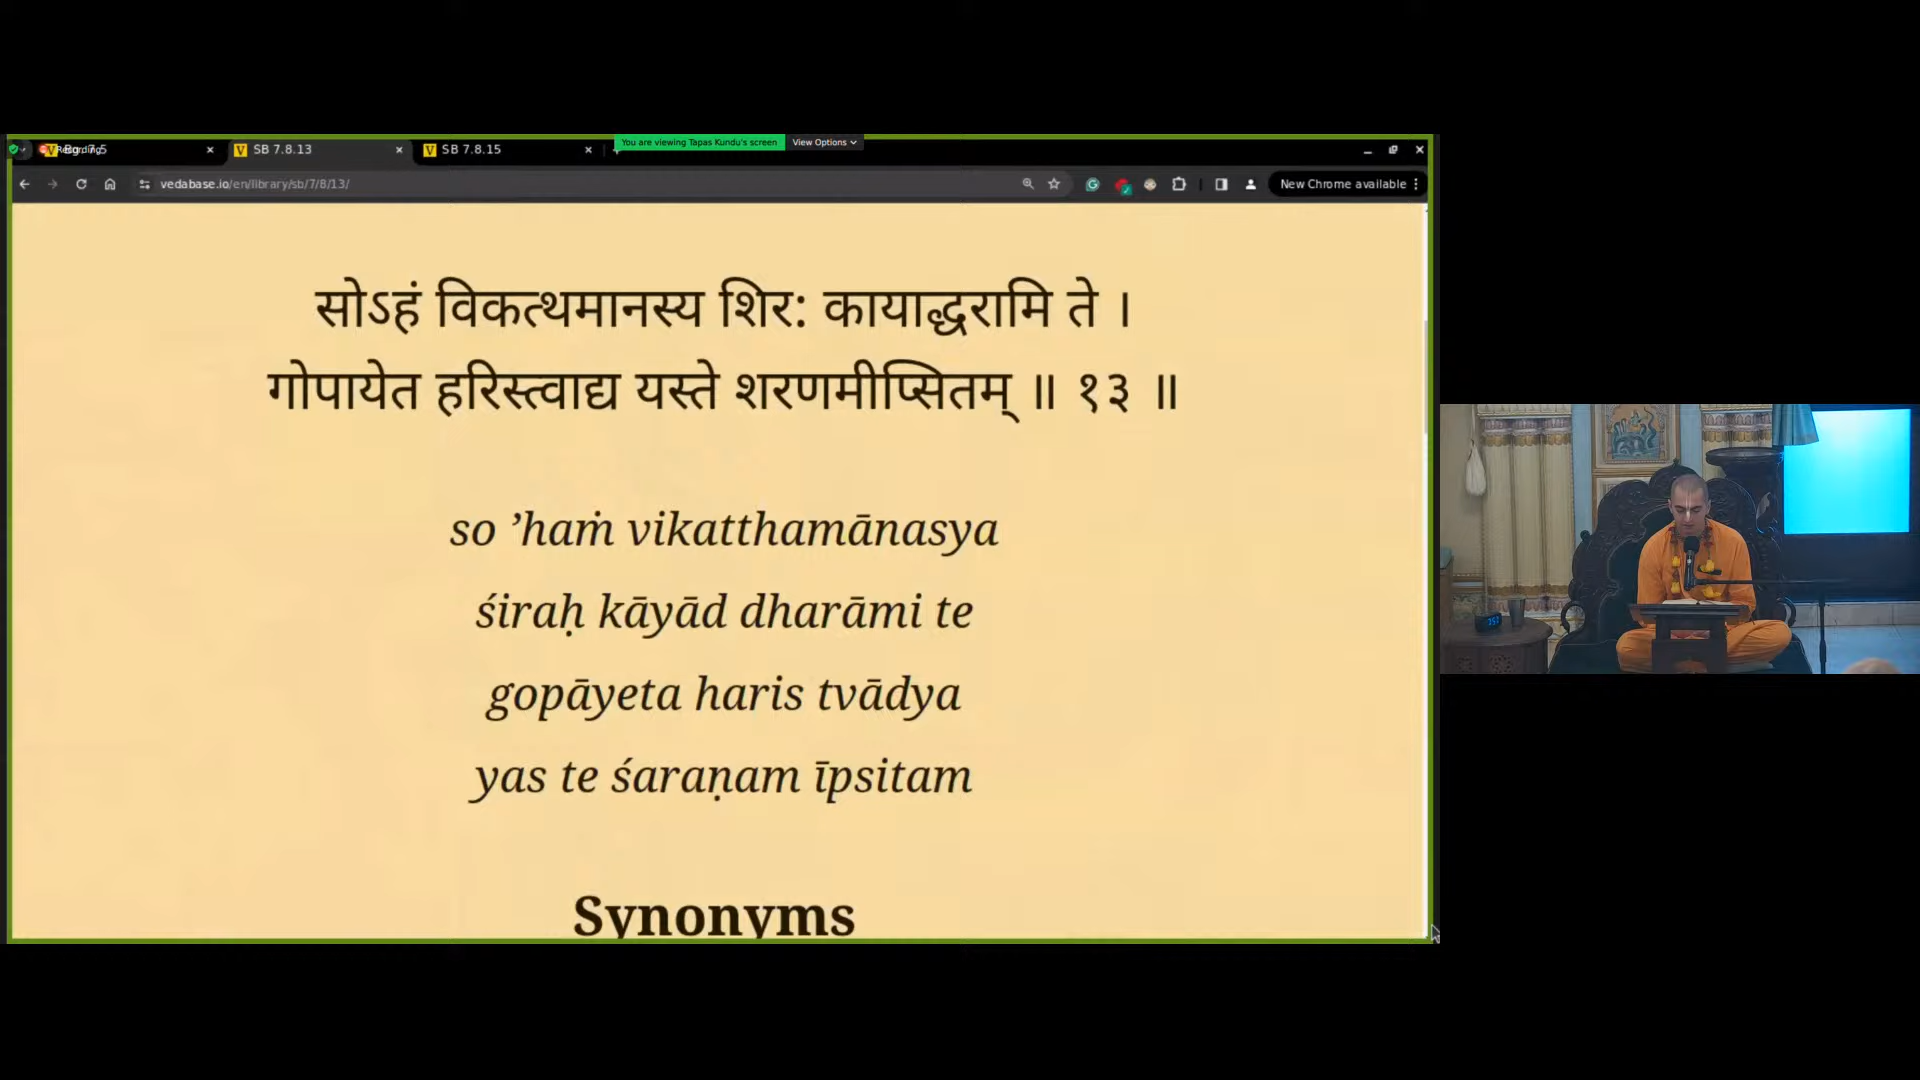 You are viewing Tapas Kundu's screen View Options
SB 7.8.13
SB 7.8.15
vedabase.io/en/library/sb/7/8/13/
New Chrome available
सोऽहं विकत्थमानस्य शिर: कायाद्धरामि ते ।
गोपायेत हरिस्त्वाद्य यस्ते शरणमीप्सितम् ॥ १३ ॥
so ’haṁ vikatthamānasya
śiraḥ kāyād dharāmi te
gopāyeta haris tvādya
yas te śaraṇam īpsitam
Synonyms